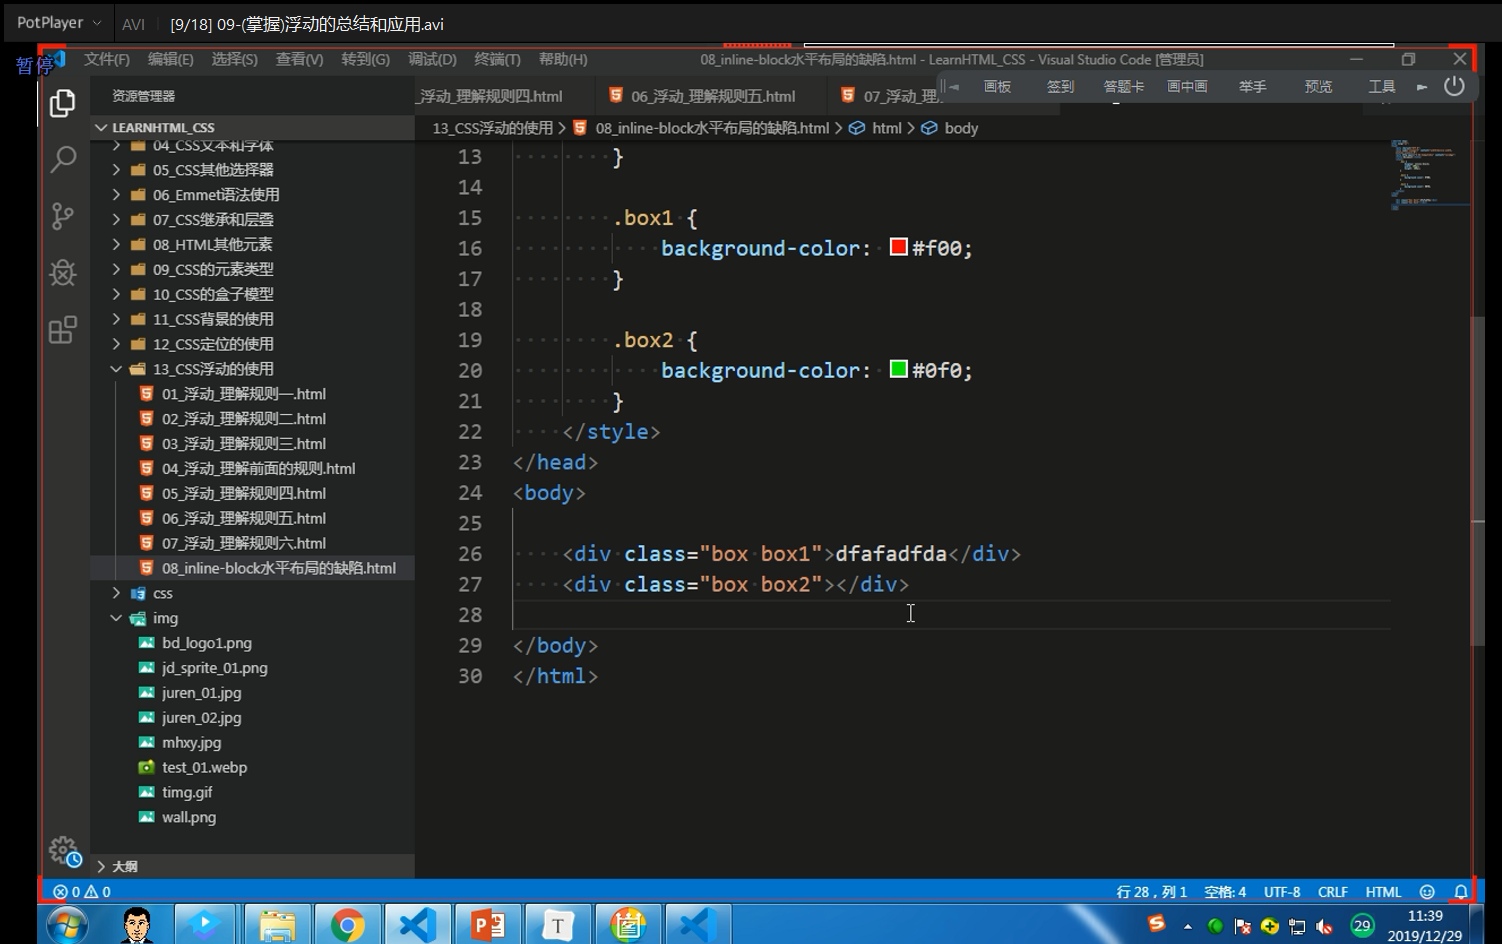 PotPlayer
AVI
[9/18] 09-(掌握)浮动的总结和应用.avi
暂停
文件(F) 编辑(E) 选择(S) 查看(V) 转到(G) 调试(D) 终端(T) 帮助(H)
08_inline-block水平布局的缺陷.html - LearnHTML_CSS - Visual Studio Code [管理员]
画板 签到 答题卡 画中画 举手 预览 工具
资源管理器
_浮动_理解规则四.html
06_浮动_理解规则五.html
07_浮动_理
LEARNHTML_CSS
13_CSS浮动的使用 > 08_inline-block水平布局的缺陷.html > html > body
04_CSS文本和字体
05_CSS其他选择器
06_Emmet语法使用
07_CSS继承和层叠
08_HTML其他元素
09_CSS的元素类型
10_CSS的盒子模型
11_CSS背景的使用
12_CSS定位的使用
13_CSS浮动的使用
01_浮动_理解规则一.html
02_浮动_理解规则二.html
03_浮动_理解规则三.html
04_浮动_理解前面的规则.html
05_浮动_理解规则四.html
06_浮动_理解规则五.html
07_浮动_理解规则六.html
08_inline-block水平布局的缺陷.html
css
img
bd_logo1.png
jd_sprite_01.png
juren_01.jpg
juren_02.jpg
mhxy.jpg
test_01.webp
timg.gif
wall.png
大纲
13 }
14
15 .box1 {
16 background-color: #f00;
17 }
18
19 .box2 {
20 background-color: #0f0;
21 }
22 </style>
23 </head>
24 <body>
25
26 <div class="box box1">dfafadfda</div>
27 <div class="box box2"></div>
28
29 </body>
30 </html>
0 0
行 28，列 1 空格: 4 UTF-8 CRLF HTML
29
11:39
2019/12/29